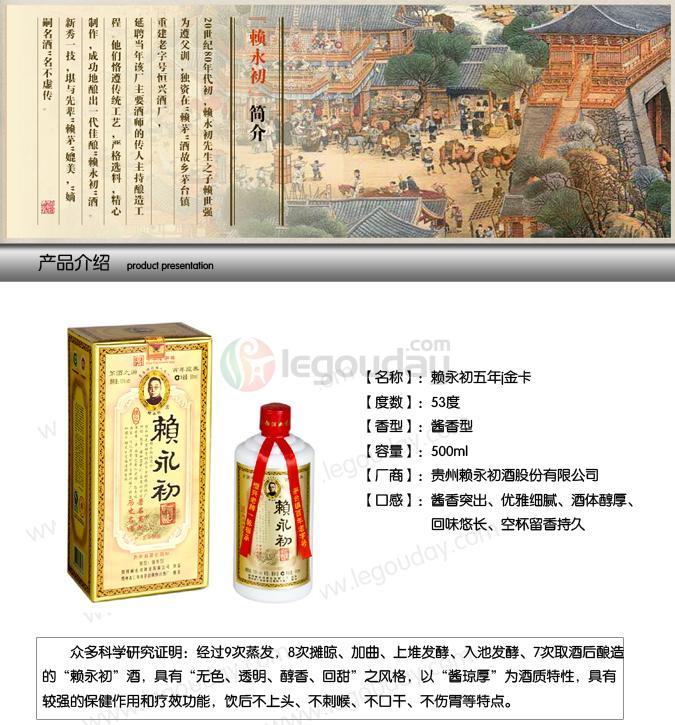 “赖永初”简介
20世纪80年代初，赖永初先生之子赖世强
为遵父训，独资在“赖茅”酒故乡茅台镇
重建老字号恒兴酒厂，
延聘当年该厂主要酒师的传人主持酿造工
程。他们恪遵传统工艺，严格选料，精心
制作，成功地酿出一代佳酿“赖永初”酒。
新秀一技，堪与先辈“赖茅”媲美，“嫡
嗣名酒”名不虚传。
产品介绍 product presentation
legouday.com
赖永初
赖永初
【名称】：赖永初五年|金卡
【度数】：53度
【香型】：酱香型
【容量】：500ml
【厂商】：贵州赖永初酒股份有限公司
【口感】：酱香突出、优雅细腻、酒体醇厚、
回味悠长、空杯留香持久
众多科学研究证明：经过9次蒸发，8次摊晾、加曲、上堆发酵、入池发酵、7次取酒后酿造
的“赖永初”酒，具有“无色、透明、醇香、回甜”之风格，以“酱琼厚”为酒质特性，具有
较强的保健作用和疗效功能，饮后不上头、不刺喉、不口干、不伤胃等特点。